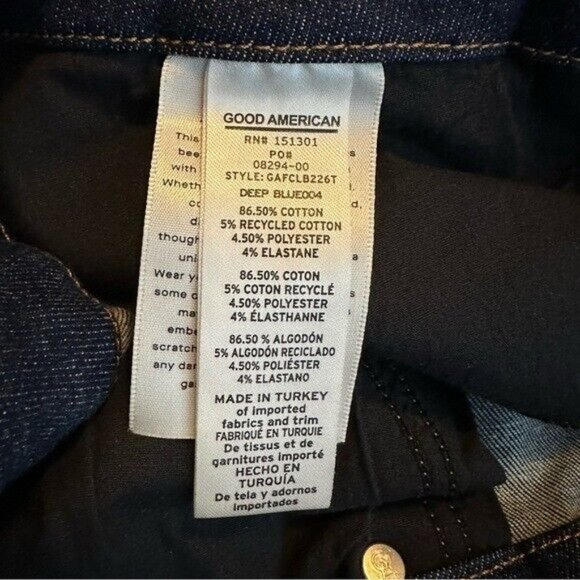 GOOD AMERICAN
RN# 151301
PO#
08294-00
STYLE: GAFCLB226T
DEEP BLUE004
86.50% COTTON
5% RECYCLED COTTON
4.50% POLYESTER
4% ELASTANE
86.50% COTON
5% COTON RECYCLÉ
4.50% POLYESTER
4% ÉLASTHANNE
86.50 % ALGODÓN
5% ALGODÓN RECICLADO
4.50% POLIÉSTER
4% ELASTANO
MADE IN TURKEY
of imported
fabrics and trim
FABRIQUÉ EN TURQUIE
De tissus et de
garnitures importés
HECHO EN
TURQUÍA
De tela y adornos
importados
This
with
Wear
some
any